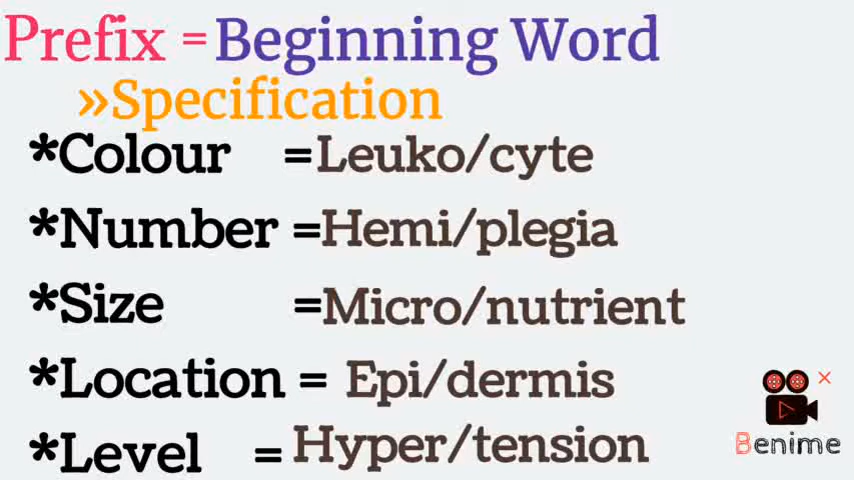 Prefix = Beginning Word
»Specification
*Colour =Leuko/cyte
*Number =Hemi/plegia
*Size =Micro/nutrient
*Location = Epi/dermis
*Level = Hyper/tension
Benime